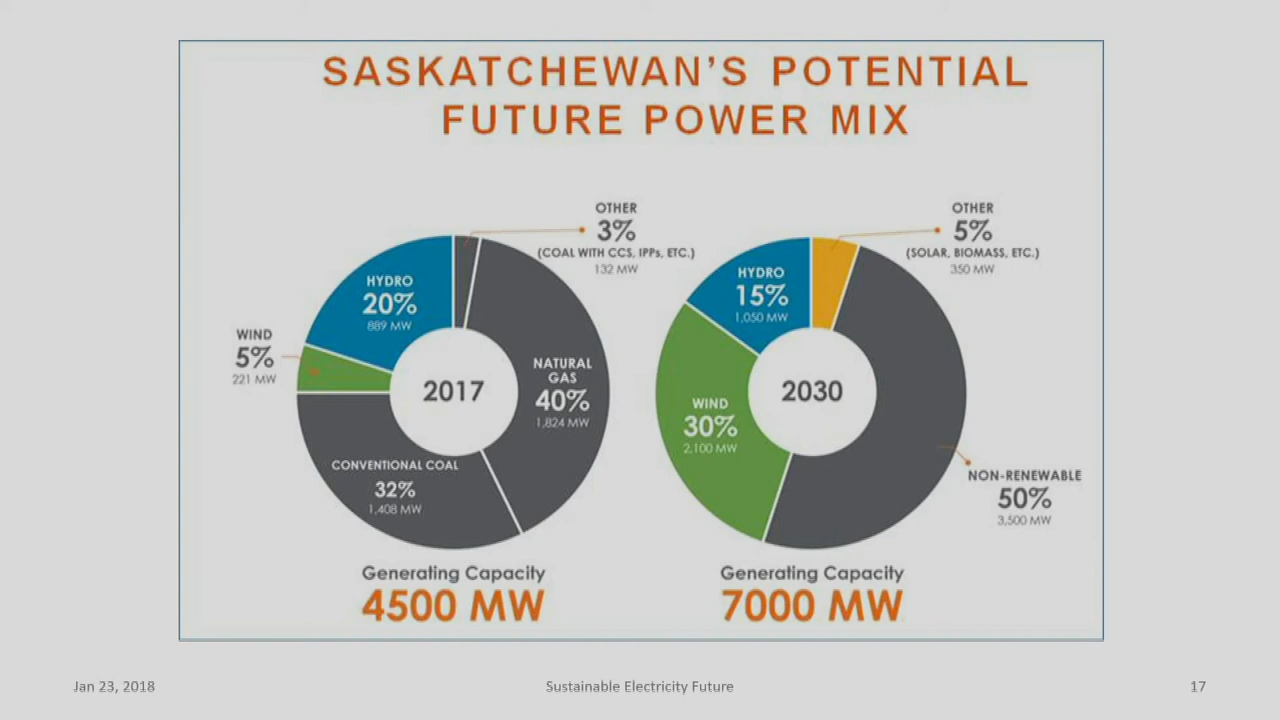 SASKATCHEWAN'S POTENTIAL
FUTURE POWER MIX
OTHER
3%
(COAL WITH CCS, IPPs, ETC.)
132 MW
HYDRO
20%
889 MW
WIND
5%
221 MW
NATURAL
GAS
40%
1,824 MW
2017
CONVENTIONAL COAL
32%
1,408 MW
Generating Capacity
4500 MW
OTHER
5%
(SOLAR, BIOMASS, ETC.)
350 MW
HYDRO
15%
1,050 MW
WIND
30%
2,100 MW
2030
NON-RENEWABLE
50%
3,500 MW
Generating Capacity
7000 MW
Jan 23, 2018
Sustainable Electricity Future
17